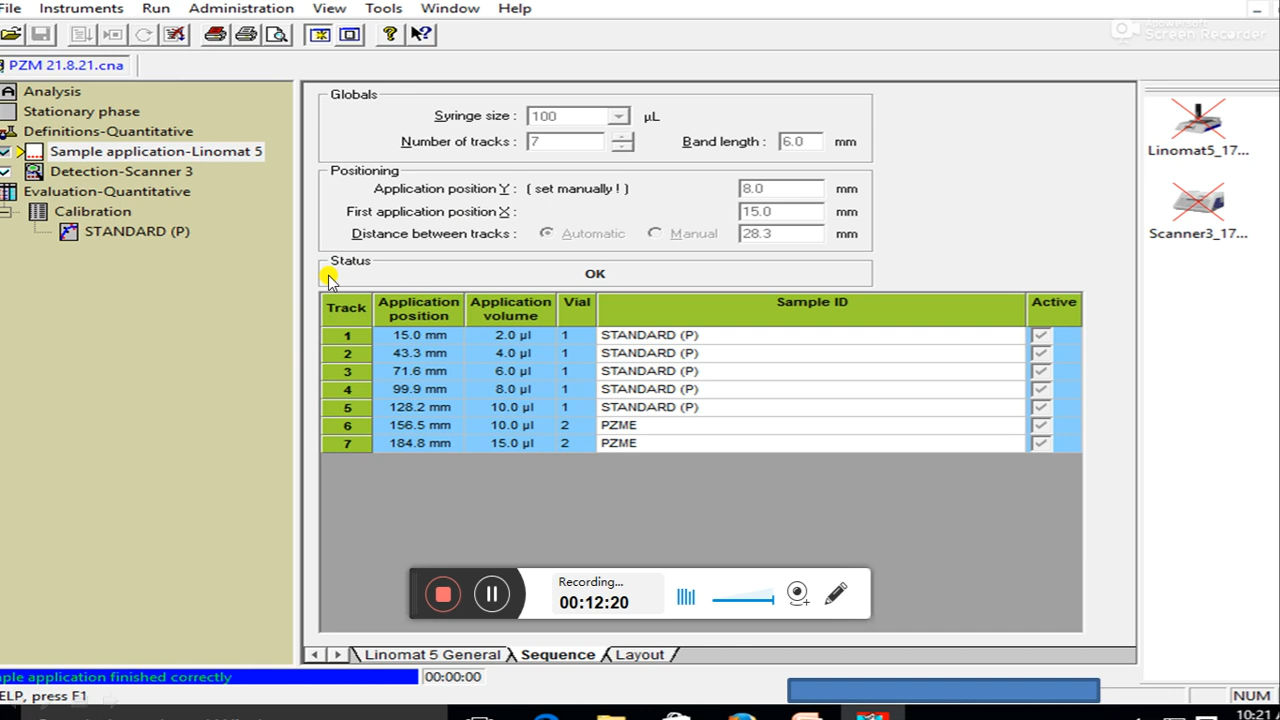 File Instruments Run Administration View Tools Window Help
Apowersoft
Screen Recorder
PZM 21.8.21.cna
Analysis
Stationary phase
Definitions-Quantitative
Sample application-Linomat 5
Detection-Scanner 3
Evaluation-Quantitative
Calibration
STANDARD (P)
Globals
Syringe size : 100 µL
Number of tracks : 7 Band length : 6.0 mm
Positioning
Application position Y : ( set manually ! ) 8.0 mm
First application position X : 15.0 mm
Distance between tracks : Automatic Manual 28.3 mm
Status
OK
Track Application position Application volume Vial Sample ID Active
1 15.0 mm 2.0 µl 1 STANDARD (P)
2 43.3 mm 4.0 µl 1 STANDARD (P)
3 71.6 mm 6.0 µl 1 STANDARD (P)
4 99.9 mm 8.0 µl 1 STANDARD (P)
5 128.2 mm 10.0 µl 1 STANDARD (P)
6 156.5 mm 10.0 µl 2 PZME
7 184.8 mm 15.0 µl 2 PZME
Linomat5_17...
Scanner3_17...
Recording...
00:12:20
Linomat 5 General Sequence Layout
ple application finished correctly 00:00:00
ELP, press F1 NUM
10:21